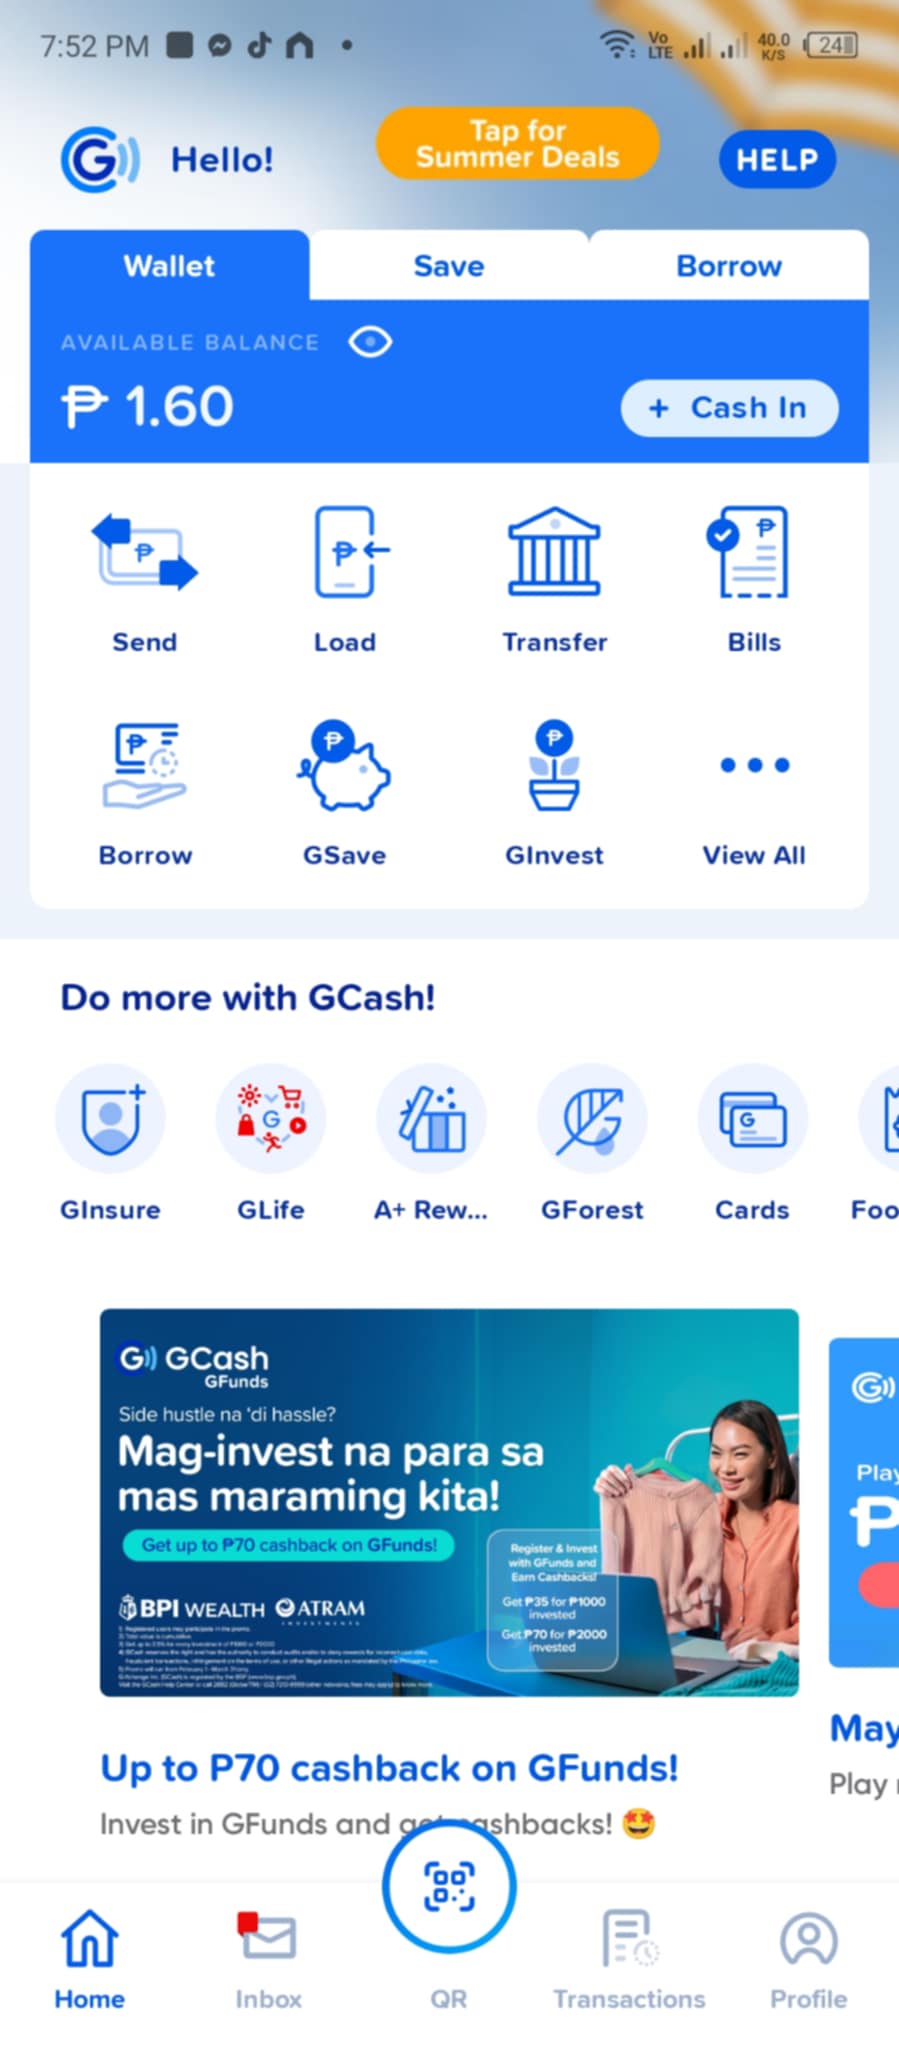 7:52 PM
Vo
LTE
40.0
K/S
24
Hello!
Tap for
Summer Deals
HELP
Wallet
Save
Borrow
AVAILABLE BALANCE
₱ 1.60
+ Cash In
Send
Load
Transfer
Bills
Borrow
GSave
GInvest
View All
Do more with GCash!
GInsure
GLife
A+ Rew...
GForest
Cards
Foo
GCash
GFunds
Side hustle na 'di hassle?
Mag-invest na para sa
mas maraming kita!
Get up to ₱70 cashback on GFunds!
Register & Invest
with GFunds and
Earn Cashbacks!
Get ₱35 for ₱1000
invested
Get ₱70 for ₱2000
invested
BPI WEALTH
ATRAM
INVESTMENTS
Play
₱
Up to P70 cashback on GFunds!
Invest in GFunds and get cashbacks! 🤩
May
Play
Home
Inbox
QR
Transactions
Profile